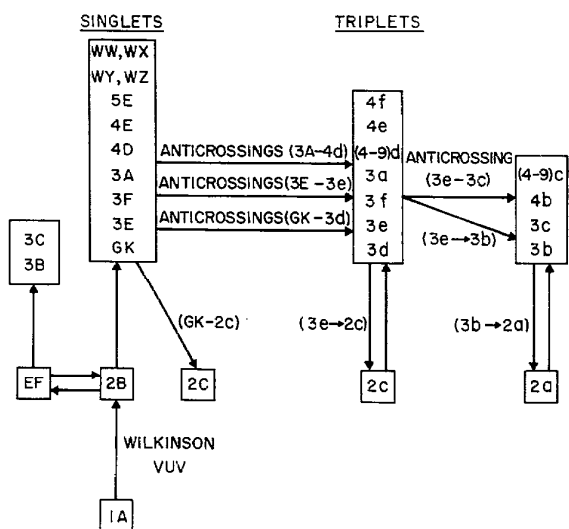 SINGLETS
TRIPLETS
WW,WX
WY,WZ
5E
4E
4D
3A
3F
3E
GK
ANTICROSSINGS (3A-4d)
ANTICROSSINGS(3E-3e)
ANTICROSSINGS(GK-3d)
4f
4e
(4-9)d
3a
3f
3e
3d
ANTICROSSING
(3e-3c)
(3e→3b)
(4-9)c
4b
3c
3b
3C
3B
(GK-2c)
(3e→2c)
(3b→2a)
EF
2B
2C
2c
2a
WILKINSON
VUV
1A